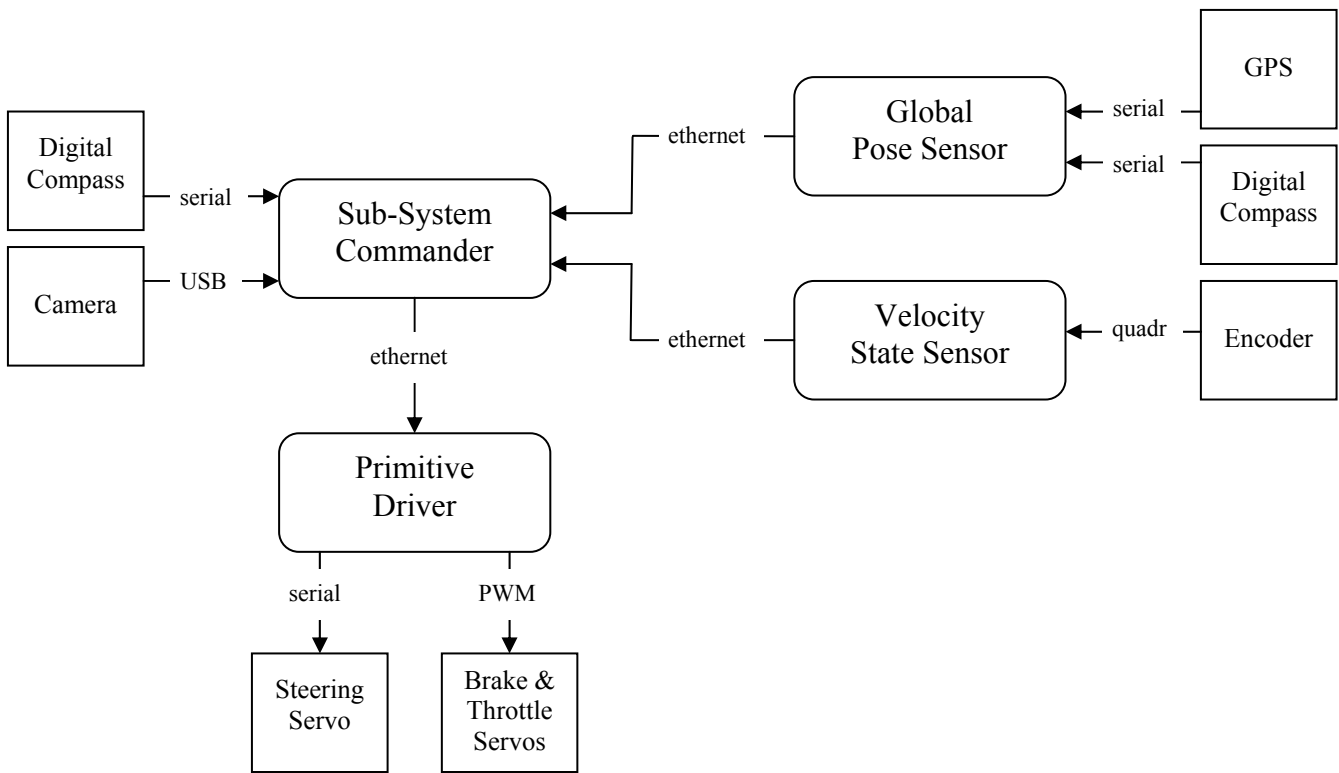 GPS
Global
Pose Sensor
serial
ethernet
serial
Digital
Compass
Digital
Compass
serial
Sub-System
Commander
USB
Camera
Velocity
State Sensor
quadr
Encoder
ethernet
ethernet
Primitive
Driver
serial
PWM
Steering
Servo
Brake &
Throttle
Servos